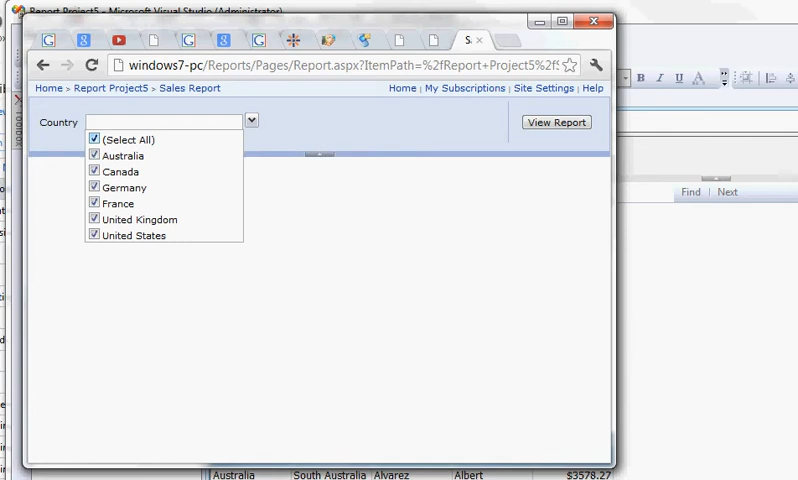 Report Project5 - Microsoft Visual Studio (Administrator)
S
windows7-pc/Reports/Pages/Report.aspx?ItemPath=%2fReport+Project5%2fS
Home > Report Project5 > Sales Report
Home | My Subscriptions | Site Settings | Help
Country
View Report
(Select All)
Australia
Canada
Germany
France
United Kingdom
United States
Toolbox
B I U A
Find | Next
Australia South Australia Alvarez Albert $3578.27